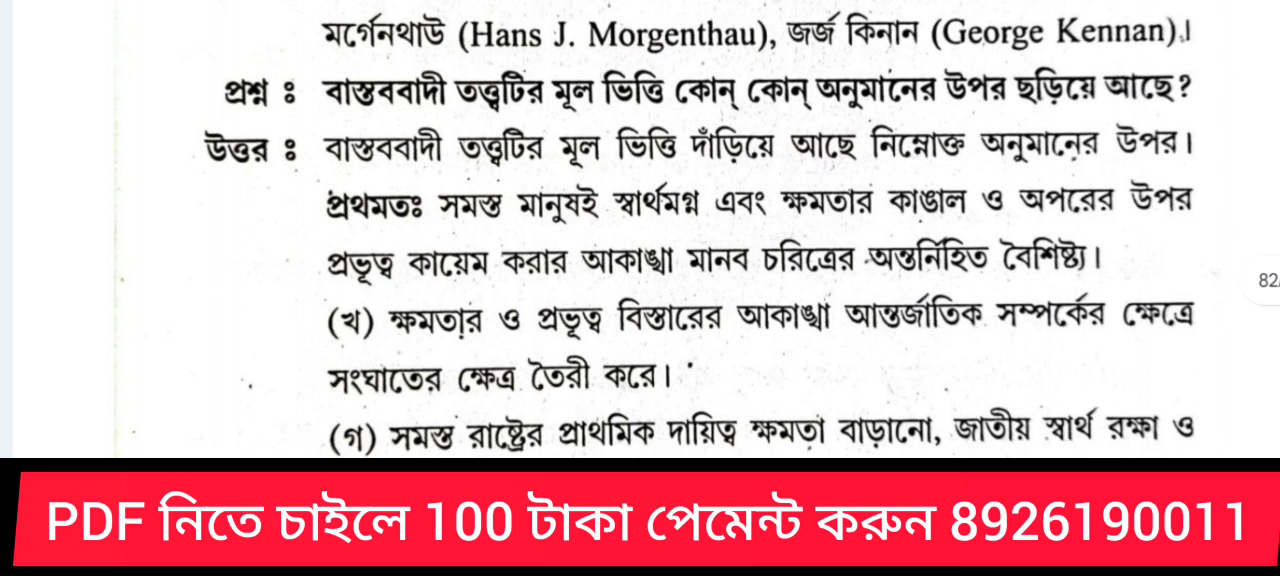 মর্গেনথাউ (Hans J. Morgenthau), জর্জ কিনান (George Kennan)।
প্রশ্ন ঃ বাস্তববাদী তত্ত্বটির মূল ভিত্তি কোন্ কোন্ অনুমানের উপর ছড়িয়ে আছে?
উত্তর ঃ বাস্তববাদী তত্ত্বটির মূল ভিত্তি দাঁড়িয়ে আছে নিম্নোক্ত অনুমানের উপর।
প্রথমতঃ সমস্ত মানুষই স্বার্থমগ্ন এবং ক্ষমতার কাঙাল ও অপরের উপর
প্রভূত্ব কায়েম করার আকাঙ্খা মানব চরিত্রের অন্তর্নিহিত বৈশিষ্ট্য।
(খ) ক্ষমতার ও প্রভূত্ব বিস্তারের আকাঙ্খা আন্তর্জাতিক সম্পর্কের ক্ষেত্রে
সংঘাতের ক্ষেত্র তৈরী করে।
(গ) সমস্ত রাষ্ট্রের প্রাথমিক দায়িত্ব ক্ষমতা বাড়ানো, জাতীয় স্বার্থ রক্ষা ও
82/
PDF নিতে চাইলে 100 টাকা পেমেন্ট করুন 8926190011